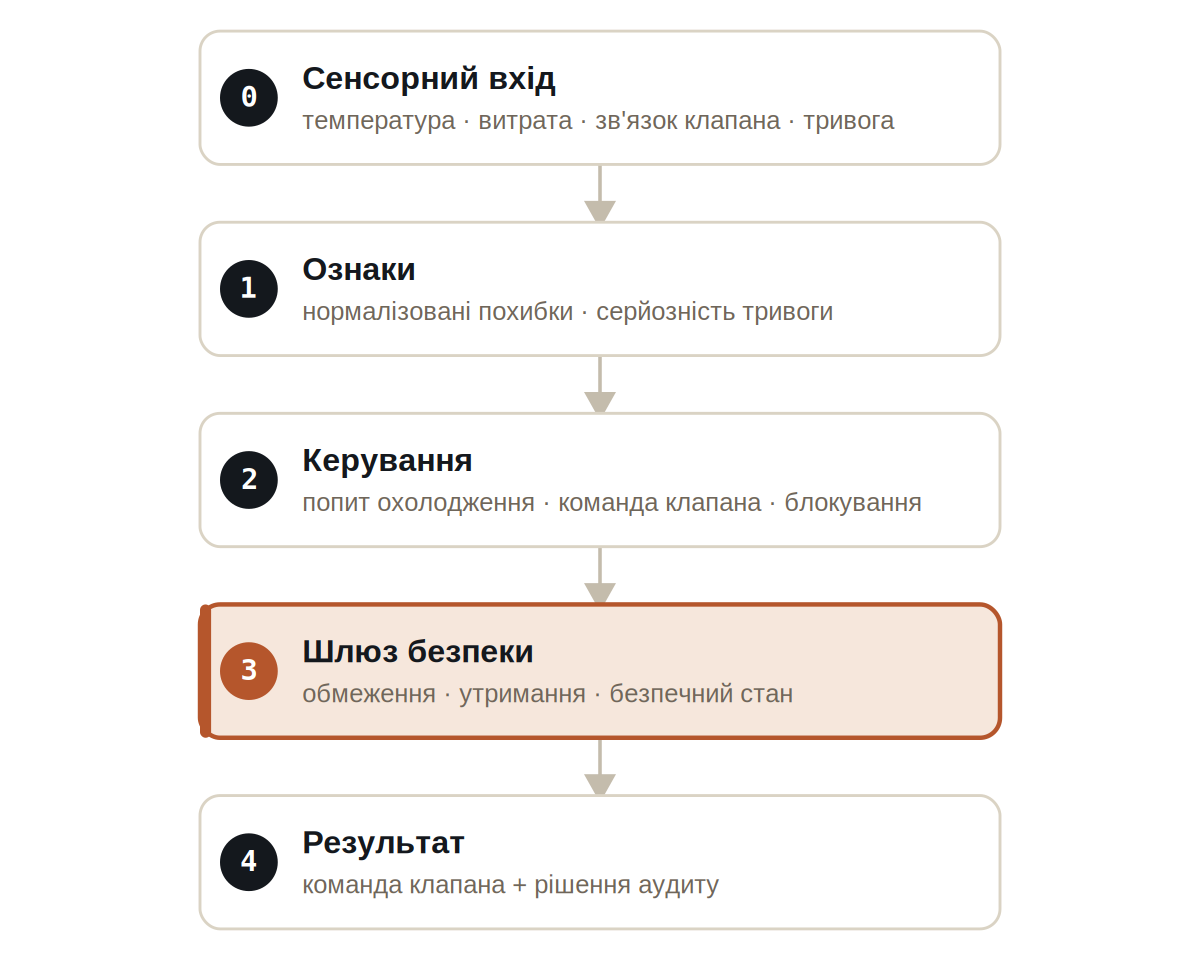 0
Сенсорний вхід
температура · витрата · зв'язок клапана · тривога
1
Ознаки
нормалізовані похибки · серйозність тривоги
2
Керування
попит охолодження · команда клапана · блокування
3
Шлюз безпеки
обмеження · утримання · безпечний стан
4
Результат
команда клапана + рішення аудиту